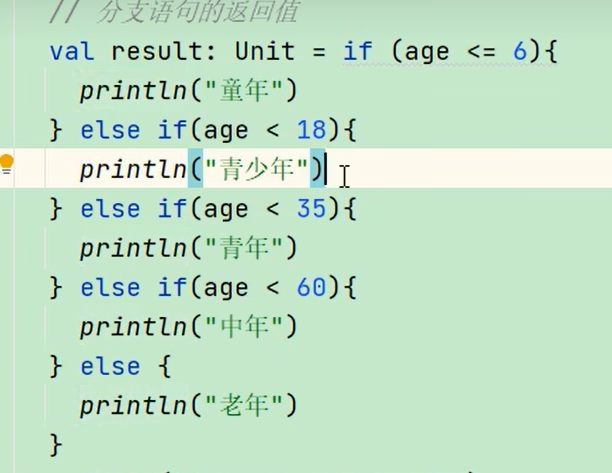 // 分支语句的返回值
val result: Unit = if (age <= 6){
println("童年")
} else if(age < 18){
println("青少年")
} else if(age < 35){
println("青年")
} else if(age < 60){
println("中年")
} else {
println("老年")
}